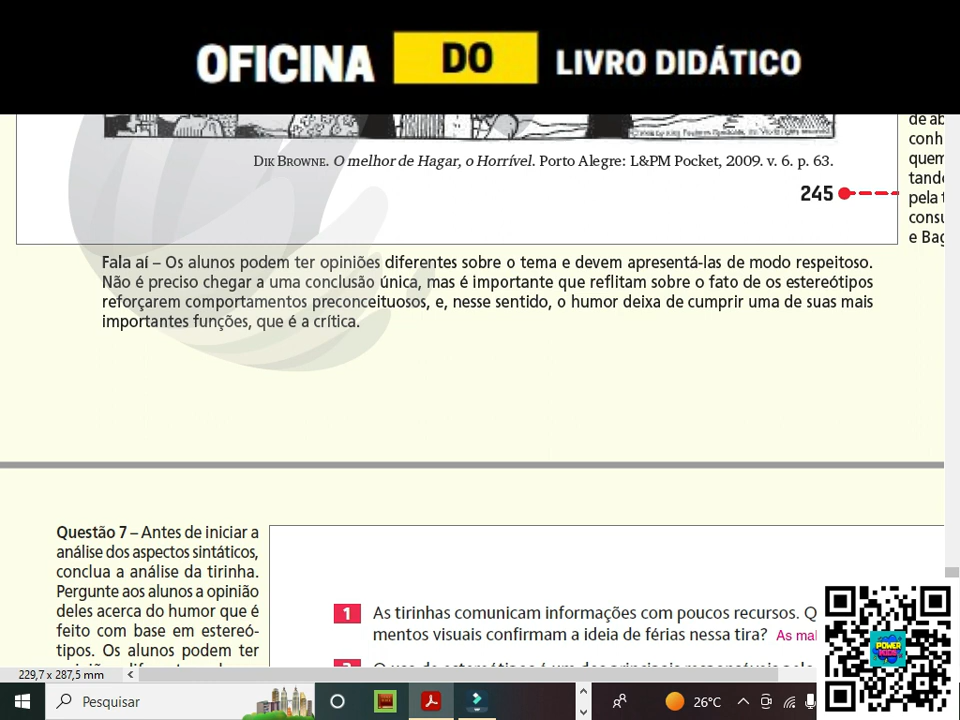 OFICINA DO LIVRO DIDÁTICO
DIK BROWNE. O melhor de Hagar, o Horrível. Porto Alegre: L&PM Pocket, 2009. v. 6. p. 63.
245
de ab
conh
quem
tand
pela t
consu
e Bag
Fala aí – Os alunos podem ter opiniões diferentes sobre o tema e devem apresentá-las de modo respeitoso.
Não é preciso chegar a uma conclusão única, mas é importante que reflitam sobre o fato de os estereótipos
reforçarem comportamentos preconceituosos, e, nesse sentido, o humor deixa de cumprir uma de suas mais
importantes funções, que é a crítica.
Questão 7 – Antes de iniciar a
análise dos aspectos sintáticos,
conclua a análise da tirinha.
Pergunte aos alunos a opinião
deles acerca do humor que é
feito com base em estereó-
tipos. Os alunos podem ter
1 As tirinhas comunicam informações com poucos recursos. Q
mentos visuais confirmam a ideia de férias nessa tira? As mal
229,7 x 287,5 mm
Pesquisar
26°C
POWER